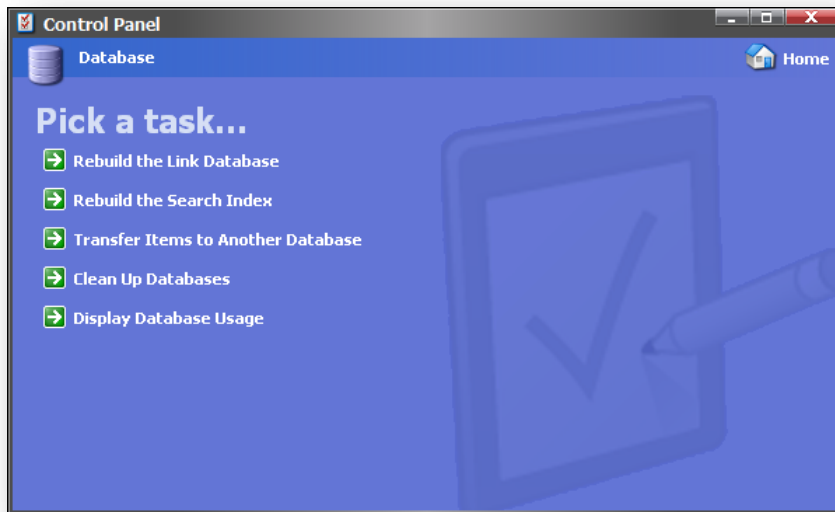 Control Panel
Database
Home
Pick a task...
Rebuild the Link Database
Rebuild the Search Index
Transfer Items to Another Database
Clean Up Databases
Display Database Usage